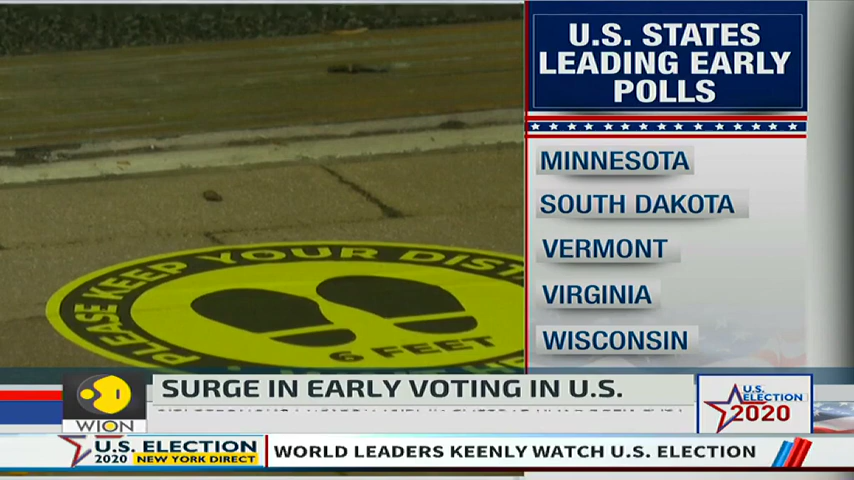 U.S. STATES
LEADING EARLY
POLLS
MINNESOTA
SOUTH DAKOTA
VERMONT
VIRGINIA
WISCONSIN
PLEASE KEEP YOUR DIST
6 FEET
SURGE IN EARLY VOTING IN U.S.
WION
U.S.
ELECTION
2020
U.S. ELECTION
2020 NEW YORK DIRECT
WORLD LEADERS KEENLY WATCH U.S. ELECTION